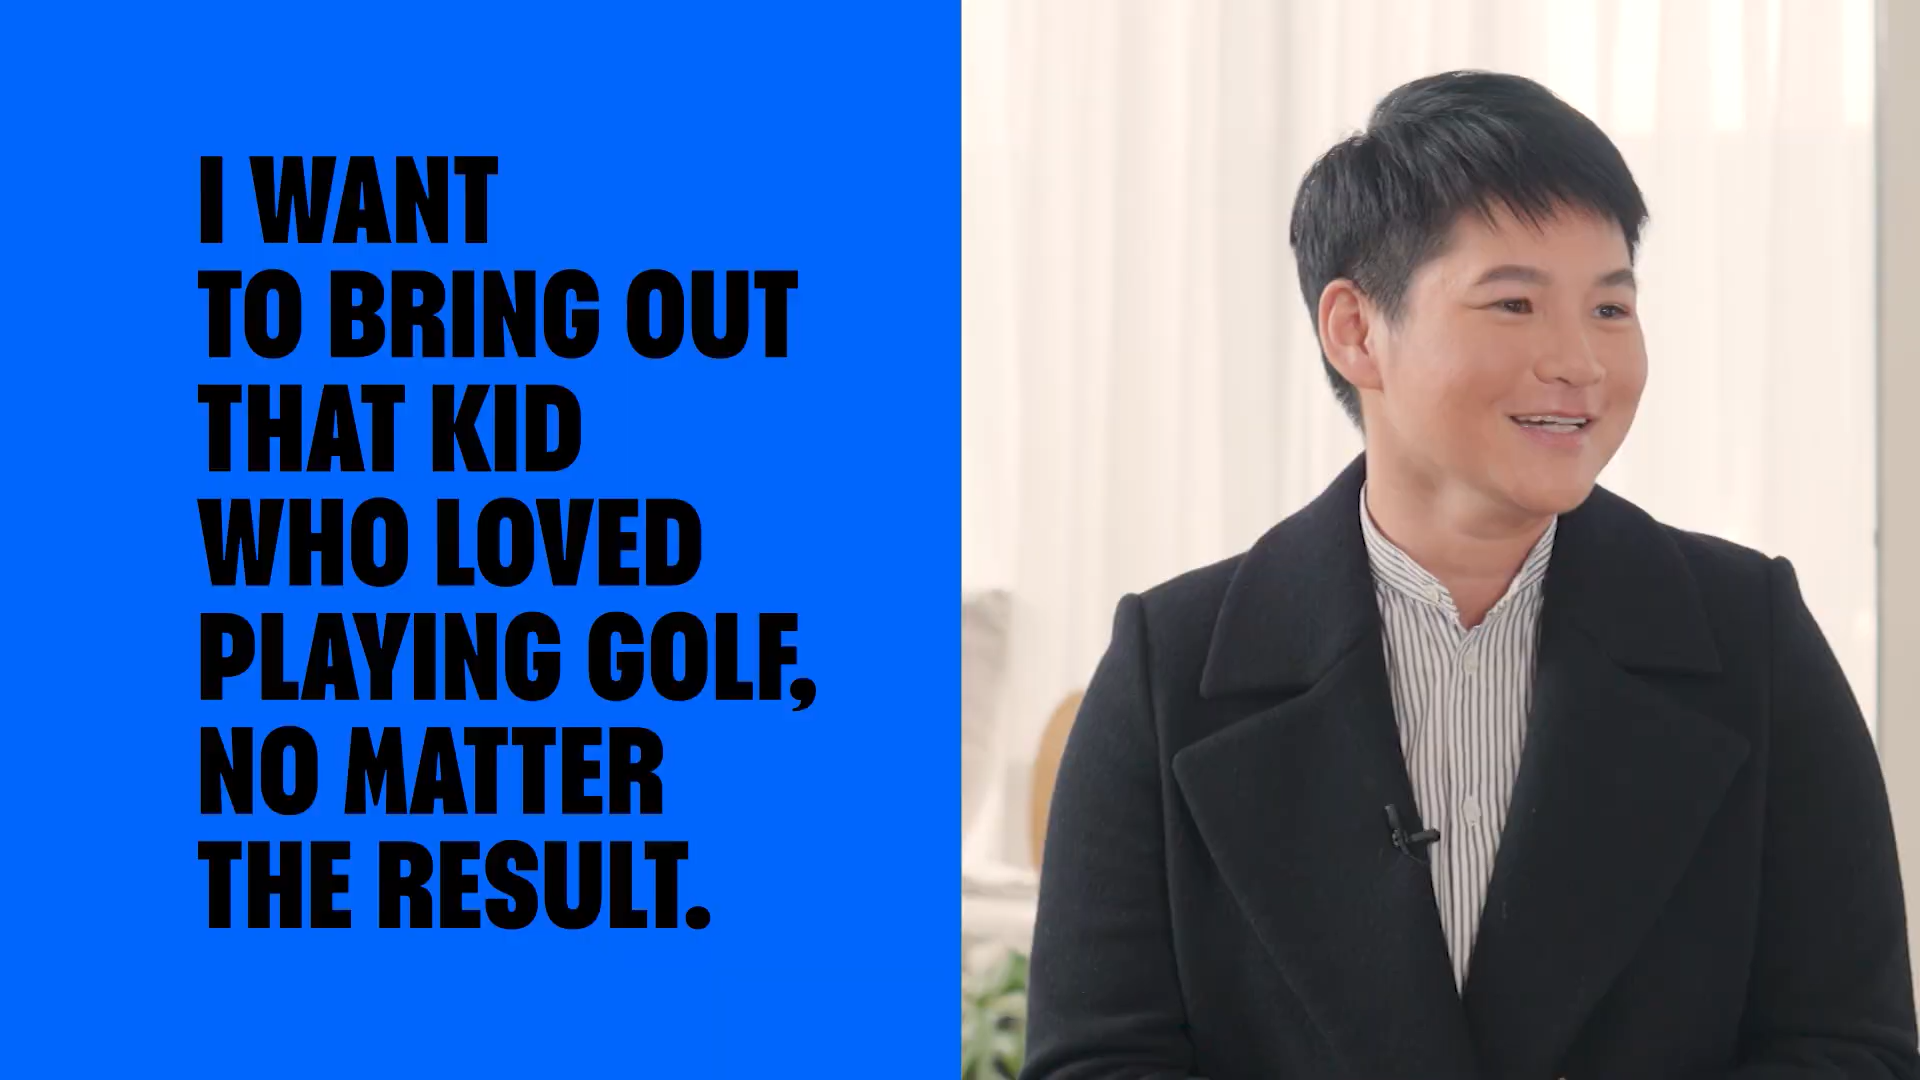 I WANT
TO BRING OUT
THAT KID
WHO LOVED
PLAYING GOLF,
NO MATTER
THE RESULT.